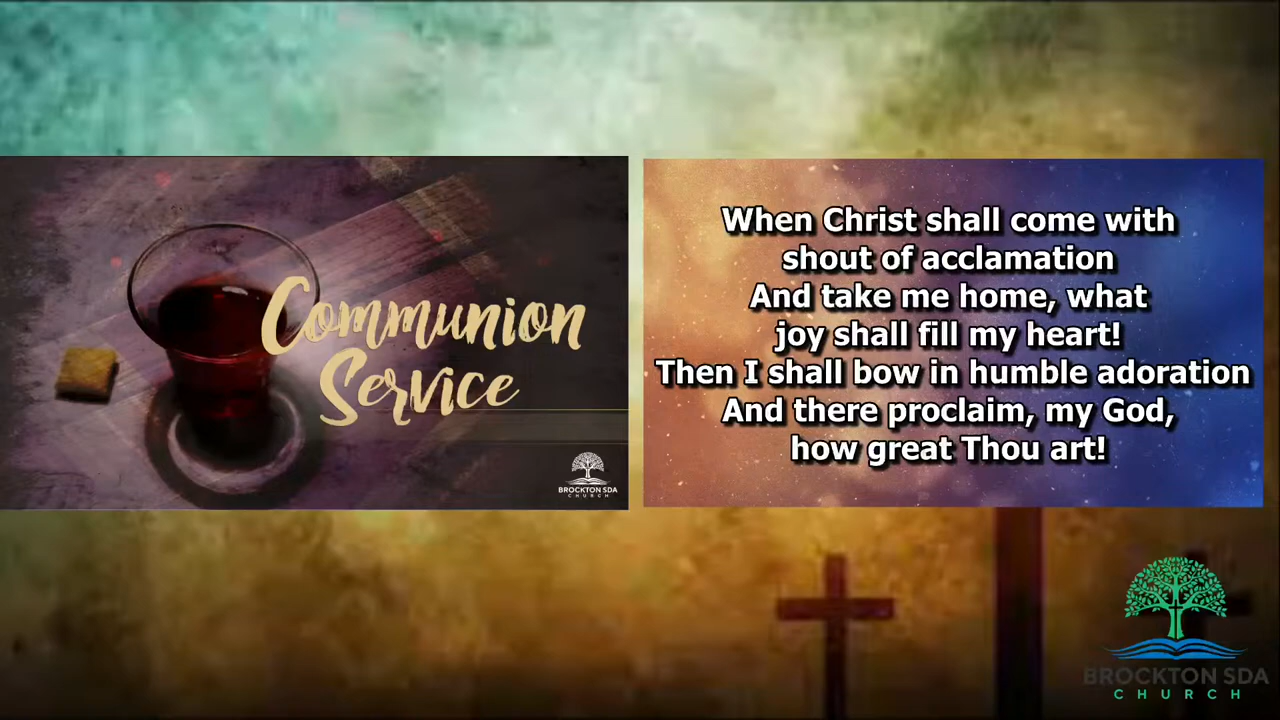 Communion
Service
BROCKTON SDA
CHURCH
When Christ shall come with
shout of acclamation
And take me home, what
joy shall fill my heart!
Then I shall bow in humble adoration
And there proclaim, my God,
how great Thou art!
BROCKTON SDA
CHURCH